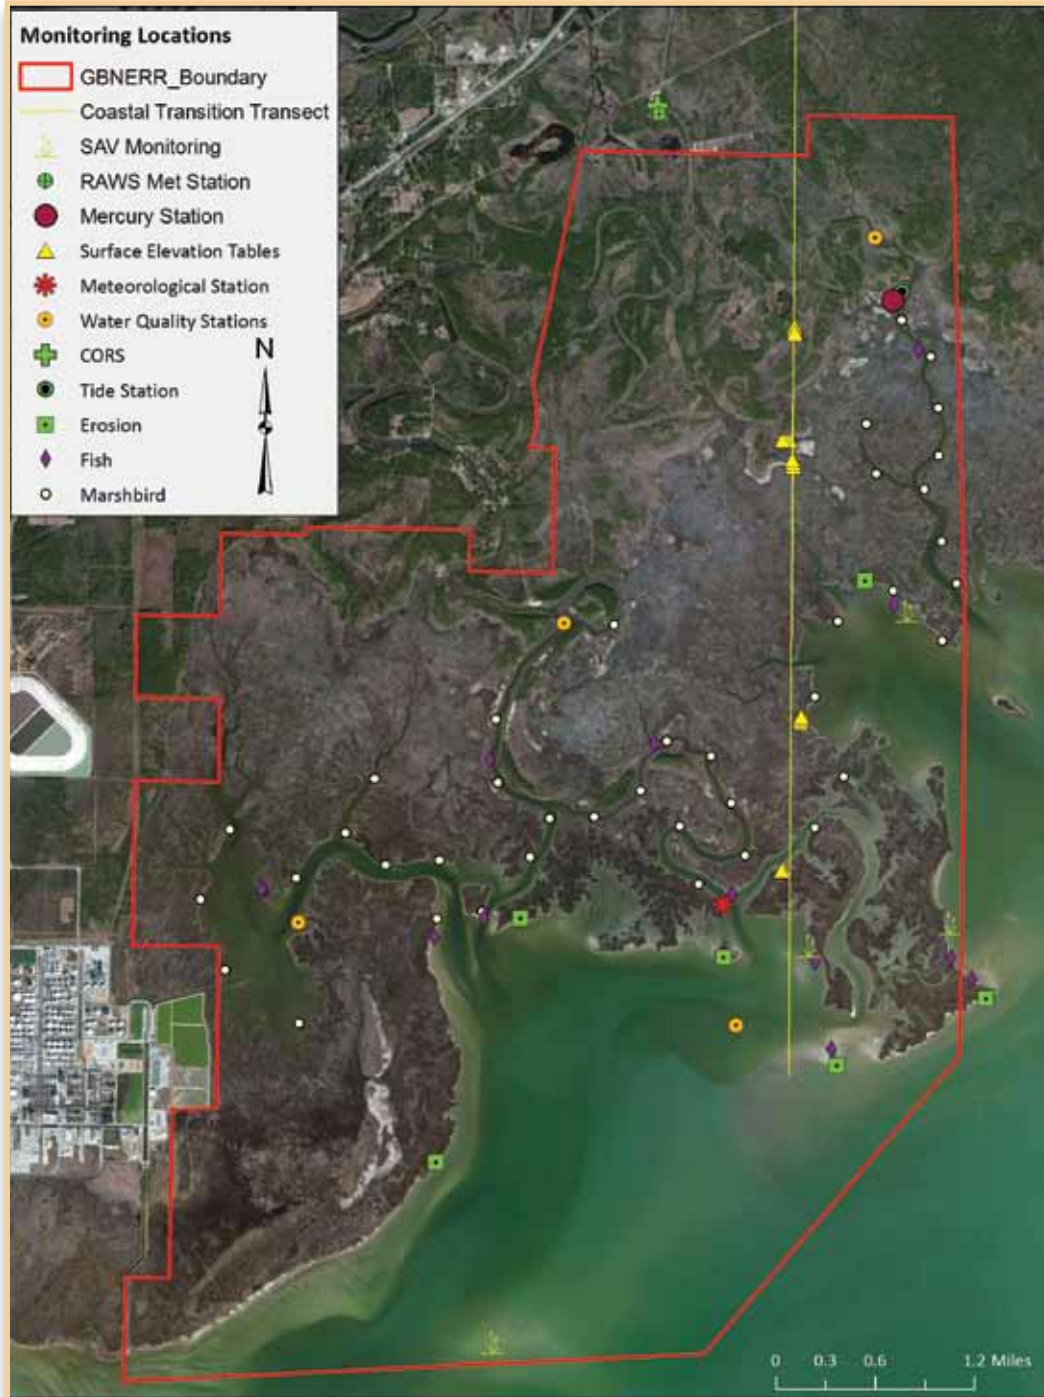 Monitoring Locations
GBNERR_Boundary
Coastal Transition Transect
SAV Monitoring
RAWS Met Station
Mercury Station
Surface Elevation Tables
Meteorological Station
Water Quality Stations
CORS
N
Tide Station
Erosion
Fish
Marshbird
0 0.3 0.6 1.2 Miles